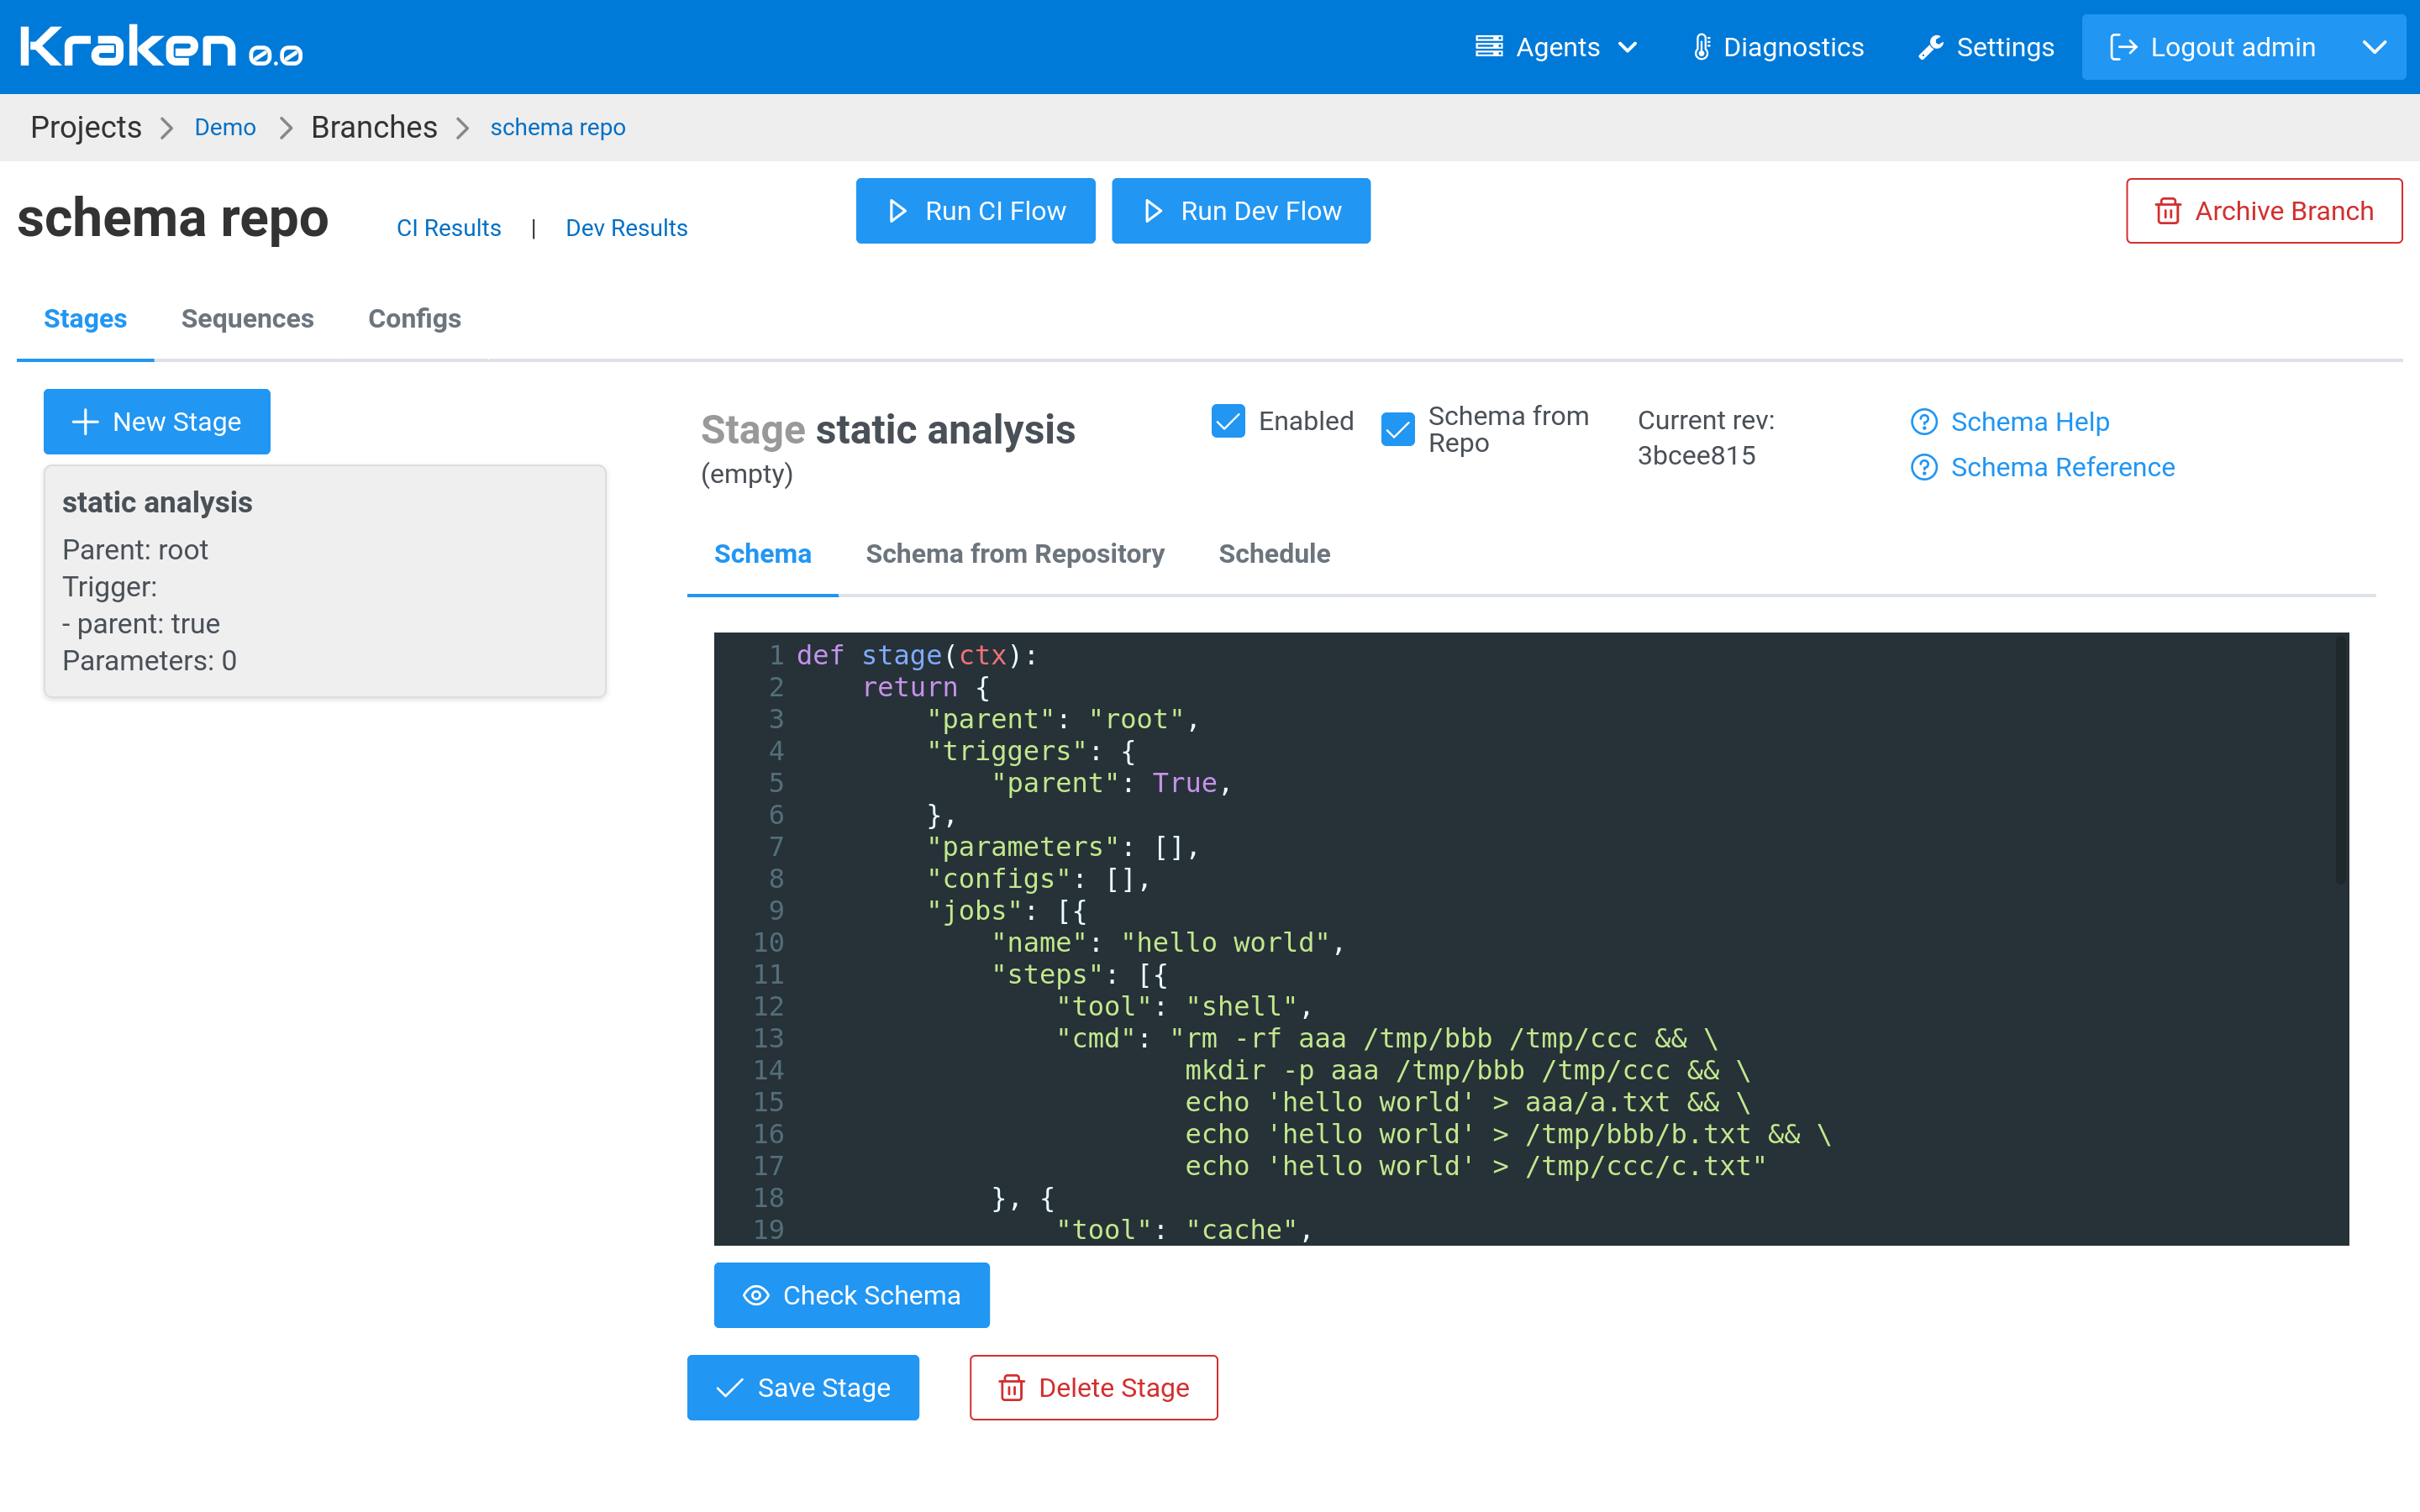 Kraken 0.0
Agents
Diagnostics
Settings
Logout admin
Projects > Demo > Branches > schema repo
schema repo
CI Results | Dev Results
Run CI Flow
Run Dev Flow
Archive Branch
Stages
Sequences
Configs
New Stage
static analysis
Parent: root
Trigger:
- parent: true
Parameters: 0
Stage static analysis
(empty)
Enabled
Schema from
Repo
Current rev:
3bcee815
Schema Help
Schema Reference
Schema
Schema from Repository
Schedule
1 def stage(ctx):
2     return {
3         "parent": "root",
4         "triggers": {
5             "parent": True,
6         },
7         "parameters": [],
8         "configs": [],
9         "jobs": [{
10             "name": "hello world",
11             "steps": [{
12                 "tool": "shell",
13                 "cmd": "rm -rf aaa /tmp/bbb /tmp/ccc && \
14                         mkdir -p aaa /tmp/bbb /tmp/ccc && \
15                         echo 'hello world' > aaa/a.txt && \
16                         echo 'hello world' > /tmp/bbb/b.txt && \
17                         echo 'hello world' > /tmp/ccc/c.txt"
18             }, {
19                 "tool": "cache",
Check Schema
Save Stage
Delete Stage